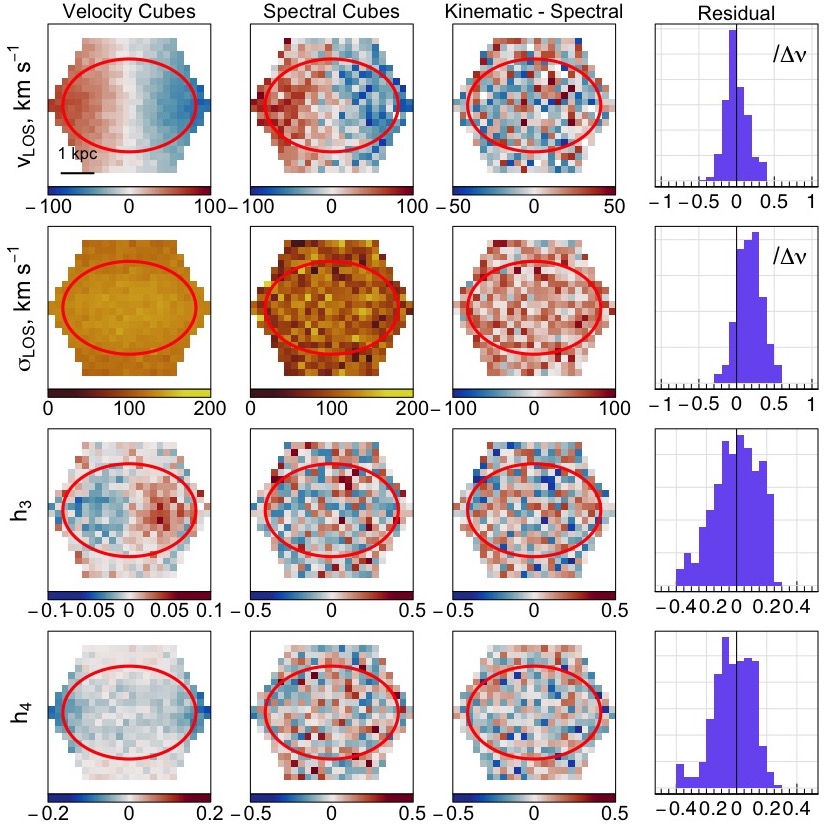 Velocity Cubes Spectral Cubes Kinematic - Spectral Residual
vLOS, km s⁻¹
1 kpc
/Δν
−100 0 100 −100 0 100 −50 0 50 −1 −0.5 0 0.5 1
σLOS, km s⁻¹
/Δν
0 100 200 0 100 200 −100 0 100 −1 −0.5 0 0.5 1
h₃
−0.1 −0.05 0 0.05 0.1 −0.5 0 0.5 −0.5 0 0.5 −0.4 0.2 0 0.2 0.4
h₄
−0.2 0 0.2 −0.5 0 0.5 −0.5 0 0.5 −0.4 0.2 0 0.2 0.4